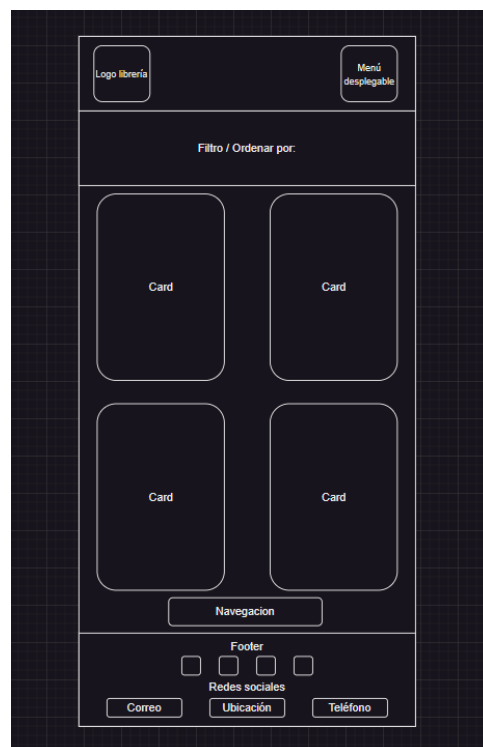 Logo librería
Menú
desplegable
Filtro / Ordenar por:
Card
Card
Card
Card
Navegacion
Footer
Redes sociales
Correo
Ubicación
Teléfono